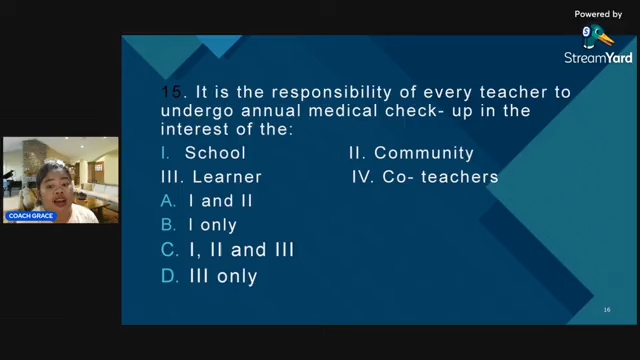 Powered by
StreamYard
15. It is the responsibility of every teacher to
undergo annual medical check- up in the
interest of the:
I. School II. Community
III. Learner IV. Co- teachers
A. I and II
B. I only
C. I, II and III
D. III only
COACH GRACE
16